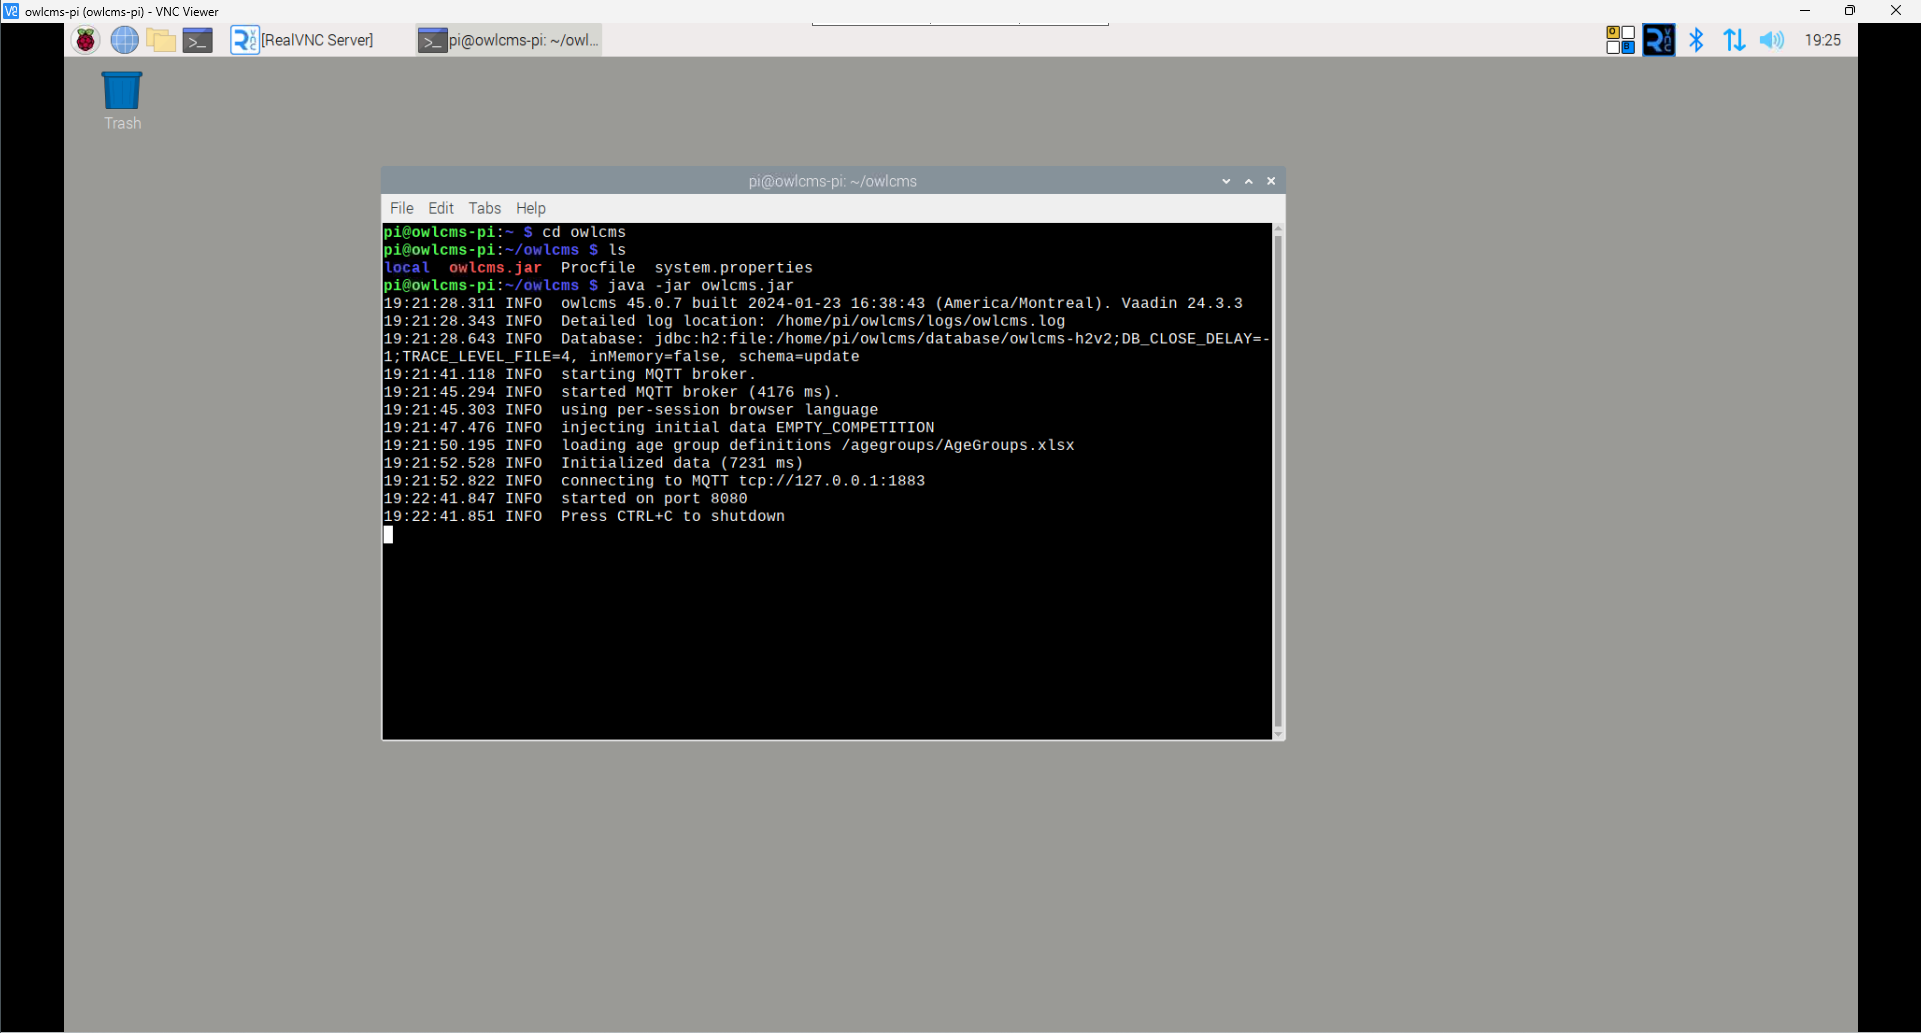 owlcms-pi (owlcms-pi) - VNC Viewer
[RealVNC Server]
pi@owlcms-pi: ~/owl...
19:25
Trash
pi@owlcms-pi: ~/owlcms
File Edit Tabs Help
pi@owlcms-pi:~ $ cd owlcms
pi@owlcms-pi:~/owlcms $ ls
local  owlcms.jar  Procfile  system.properties
pi@owlcms-pi:~/owlcms $ java -jar owlcms.jar
19:21:28.311 INFO  owlcms 45.0.7 built 2024-01-23 16:38:43 (America/Montreal). Vaadin 24.3.3
19:21:28.343 INFO  Detailed log location: /home/pi/owlcms/logs/owlcms.log
19:21:28.643 INFO  Database: jdbc:h2:file:/home/pi/owlcms/database/owlcms-h2v2;DB_CLOSE_DELAY=-
1;TRACE_LEVEL_FILE=4, inMemory=false, schema=update
19:21:41.118 INFO  starting MQTT broker.
19:21:45.294 INFO  started MQTT broker (4176 ms).
19:21:45.303 INFO  using per-session browser language
19:21:47.476 INFO  injecting initial data EMPTY_COMPETITION
19:21:50.195 INFO  loading age group definitions /agegroups/AgeGroups.xlsx
19:21:52.528 INFO  Initialized data (7231 ms)
19:21:52.822 INFO  connecting to MQTT tcp://127.0.0.1:1883
19:22:41.847 INFO  started on port 8080
19:22:41.851 INFO  Press CTRL+C to shutdown